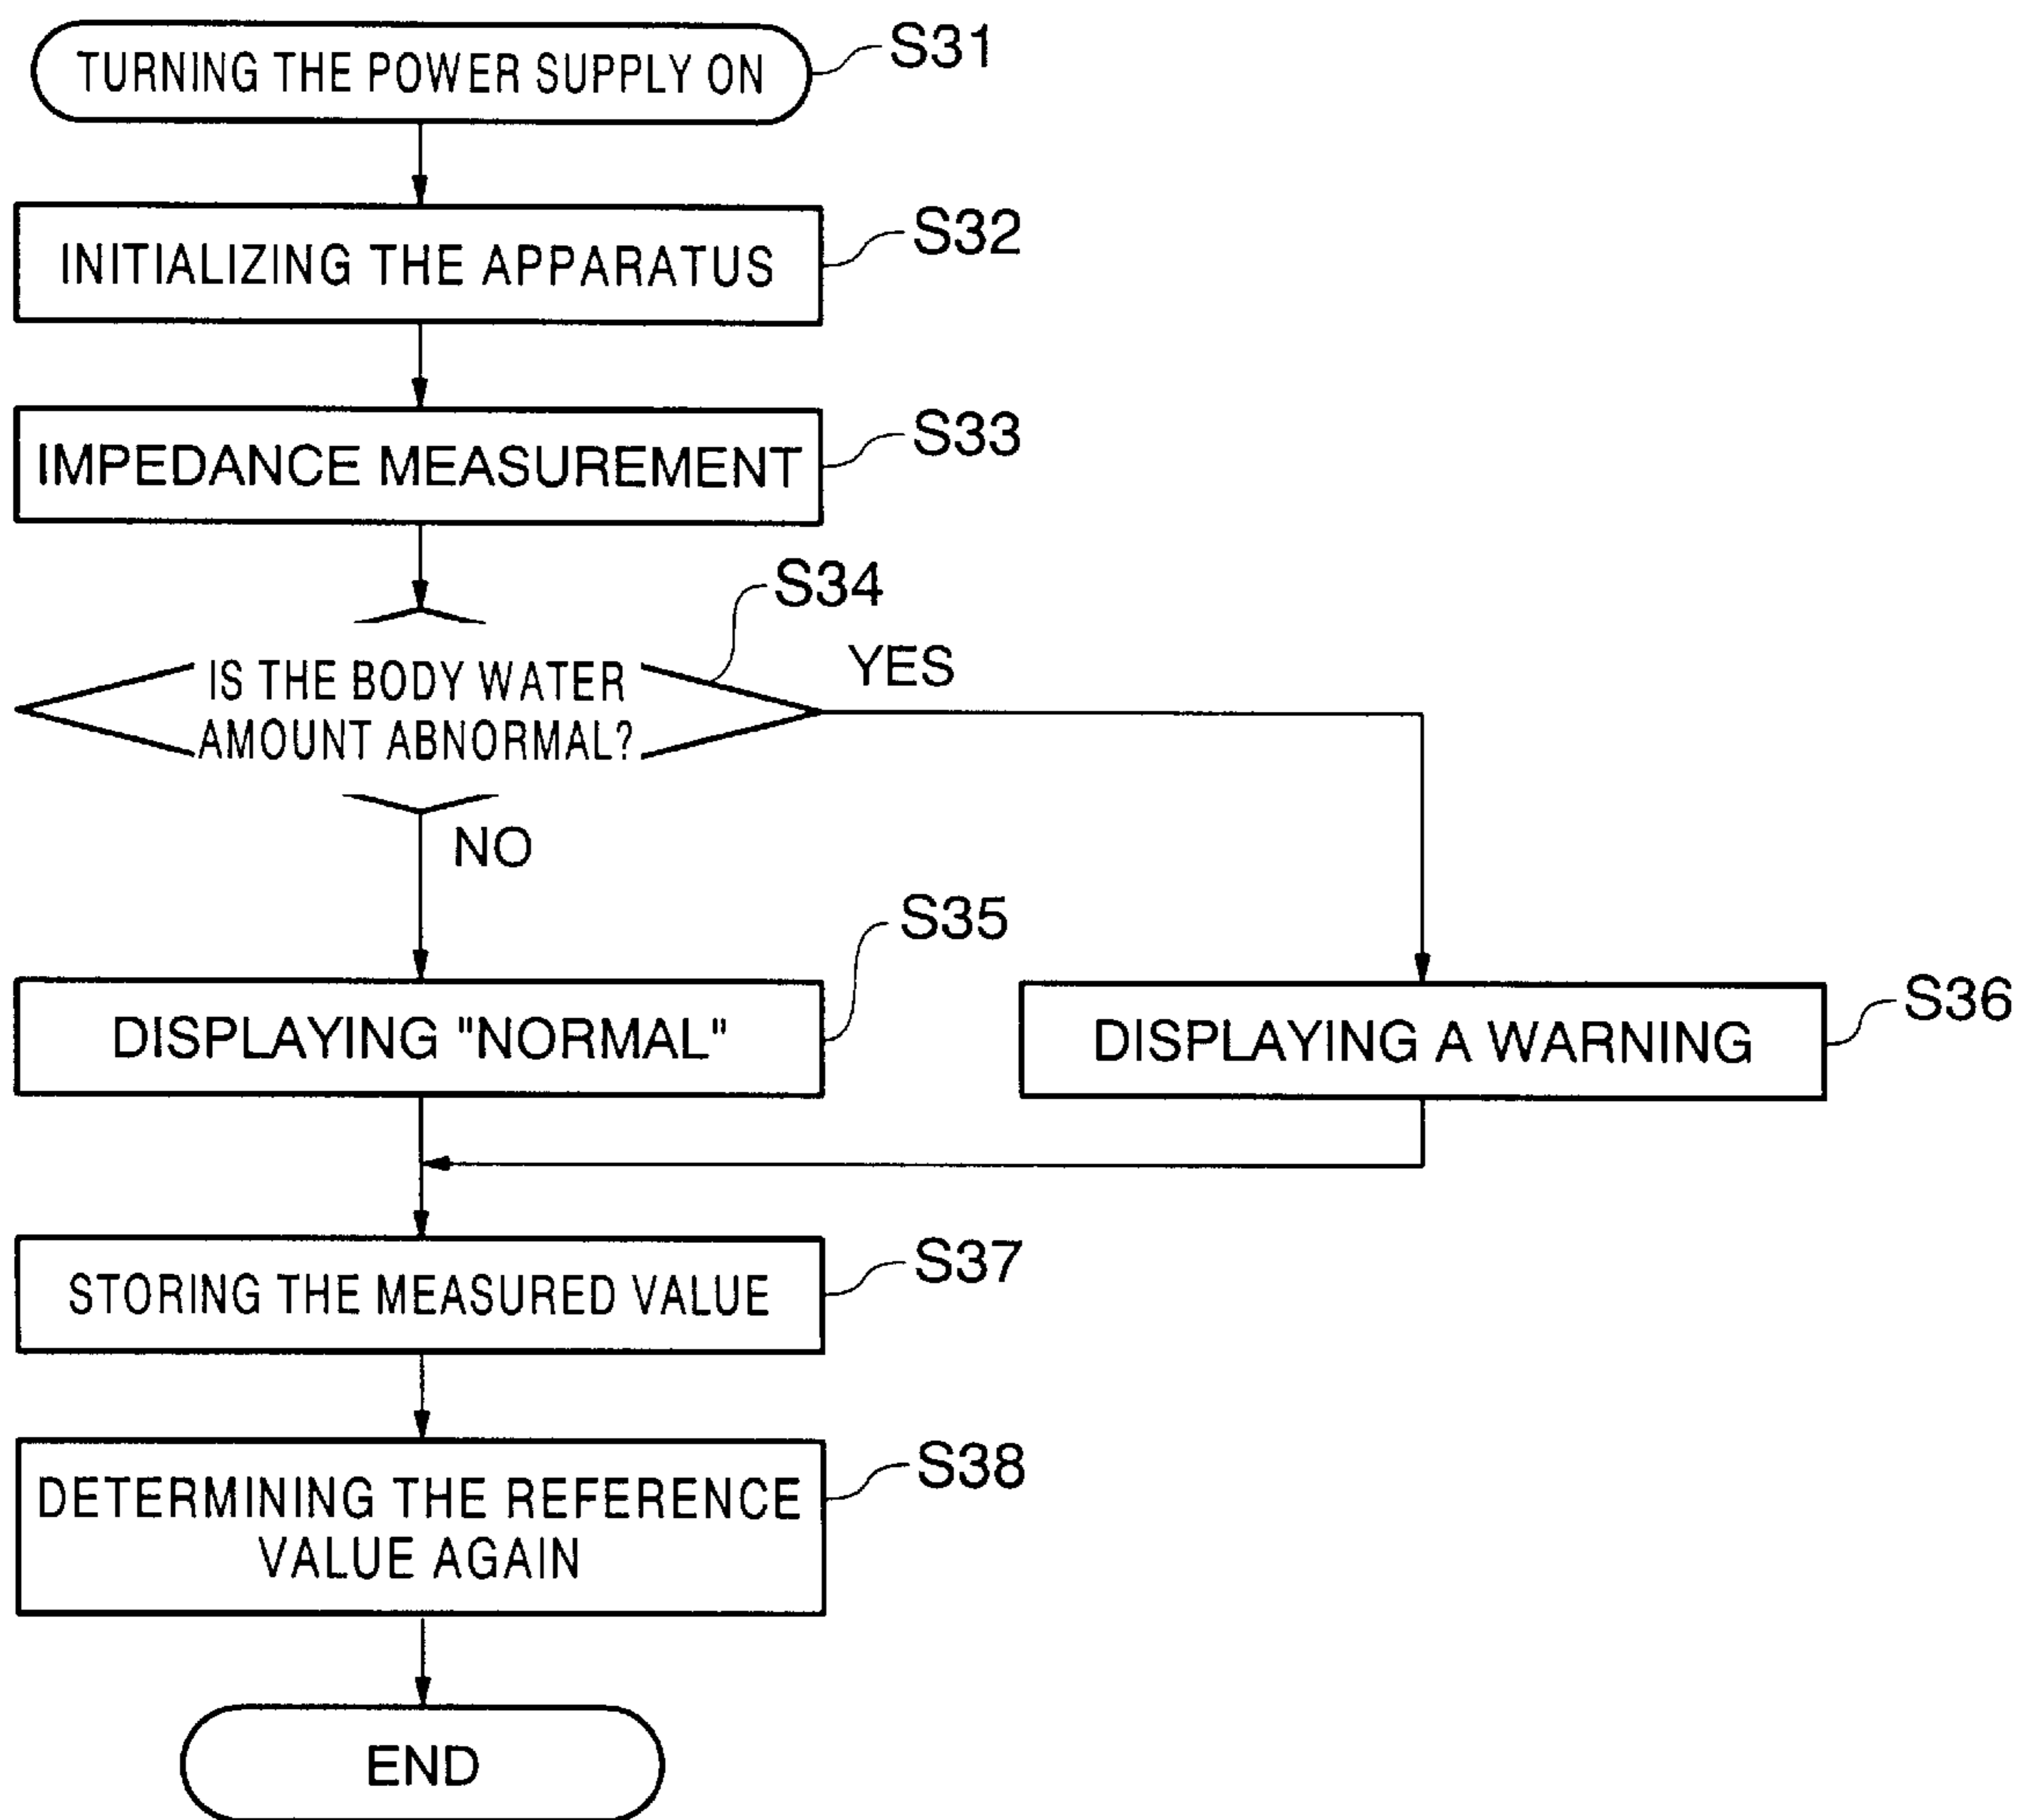 TURNING THE POWER SUPPLY ON
S31
INITIALIZING THE APPARATUS
S32
IMPEDANCE MEASUREMENT
S33
S34
IS THE BODY WATER
AMOUNT ABNORMAL?
YES
NO
S35
DISPLAYING "NORMAL"
S36
DISPLAYING A WARNING
S37
STORING THE MEASURED VALUE
S38
DETERMINING THE REFERENCE
VALUE AGAIN
END